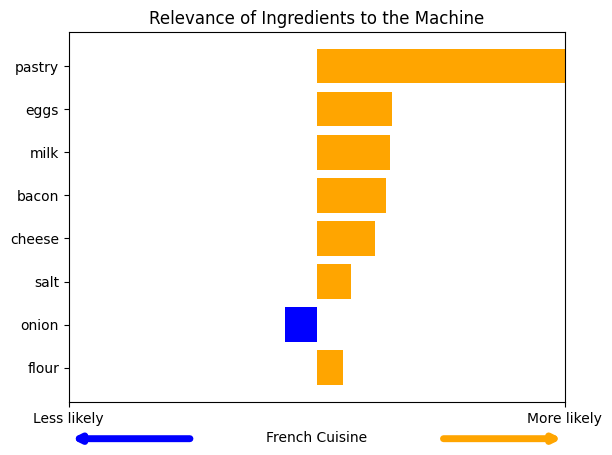 Relevance of Ingredients to the Machine
pastry
eggs
milk
bacon
cheese
salt
onion
flour
Less likely
More likely
French Cuisine